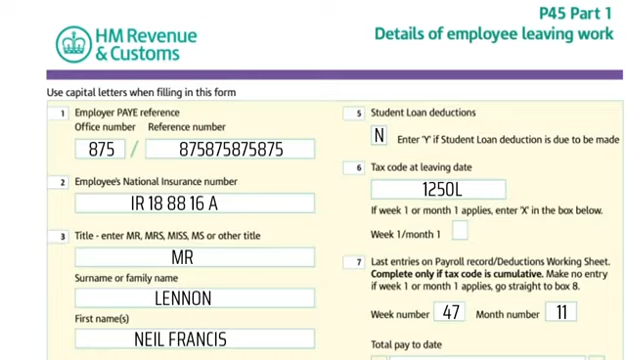 HM Revenue
& Customs
P45 Part 1
Details of employee leaving work
Use capital letters when filling in this form
1 Employer PAYE reference
Office number Reference number
875 / 875875875875
2 Employee's National Insurance number
IR 18 88 16 A
3 Title - enter MR, MRS, MISS, MS or other title
MR
Surname or family name
LENNON
First name(s)
NEIL FRANCIS
5 Student Loan deductions
N Enter 'Y' if Student Loan deduction is due to be made
6 Tax code at leaving date
1250L
If week 1 or month 1 applies, enter 'X' in the box below.
Week 1/month 1
7 Last entries on Payroll record/Deductions Working Sheet.
Complete only if tax code is cumulative. Make no entry
if week 1 or month 1 applies, go straight to box 8.
Week number 47 Month number 11
Total pay to date